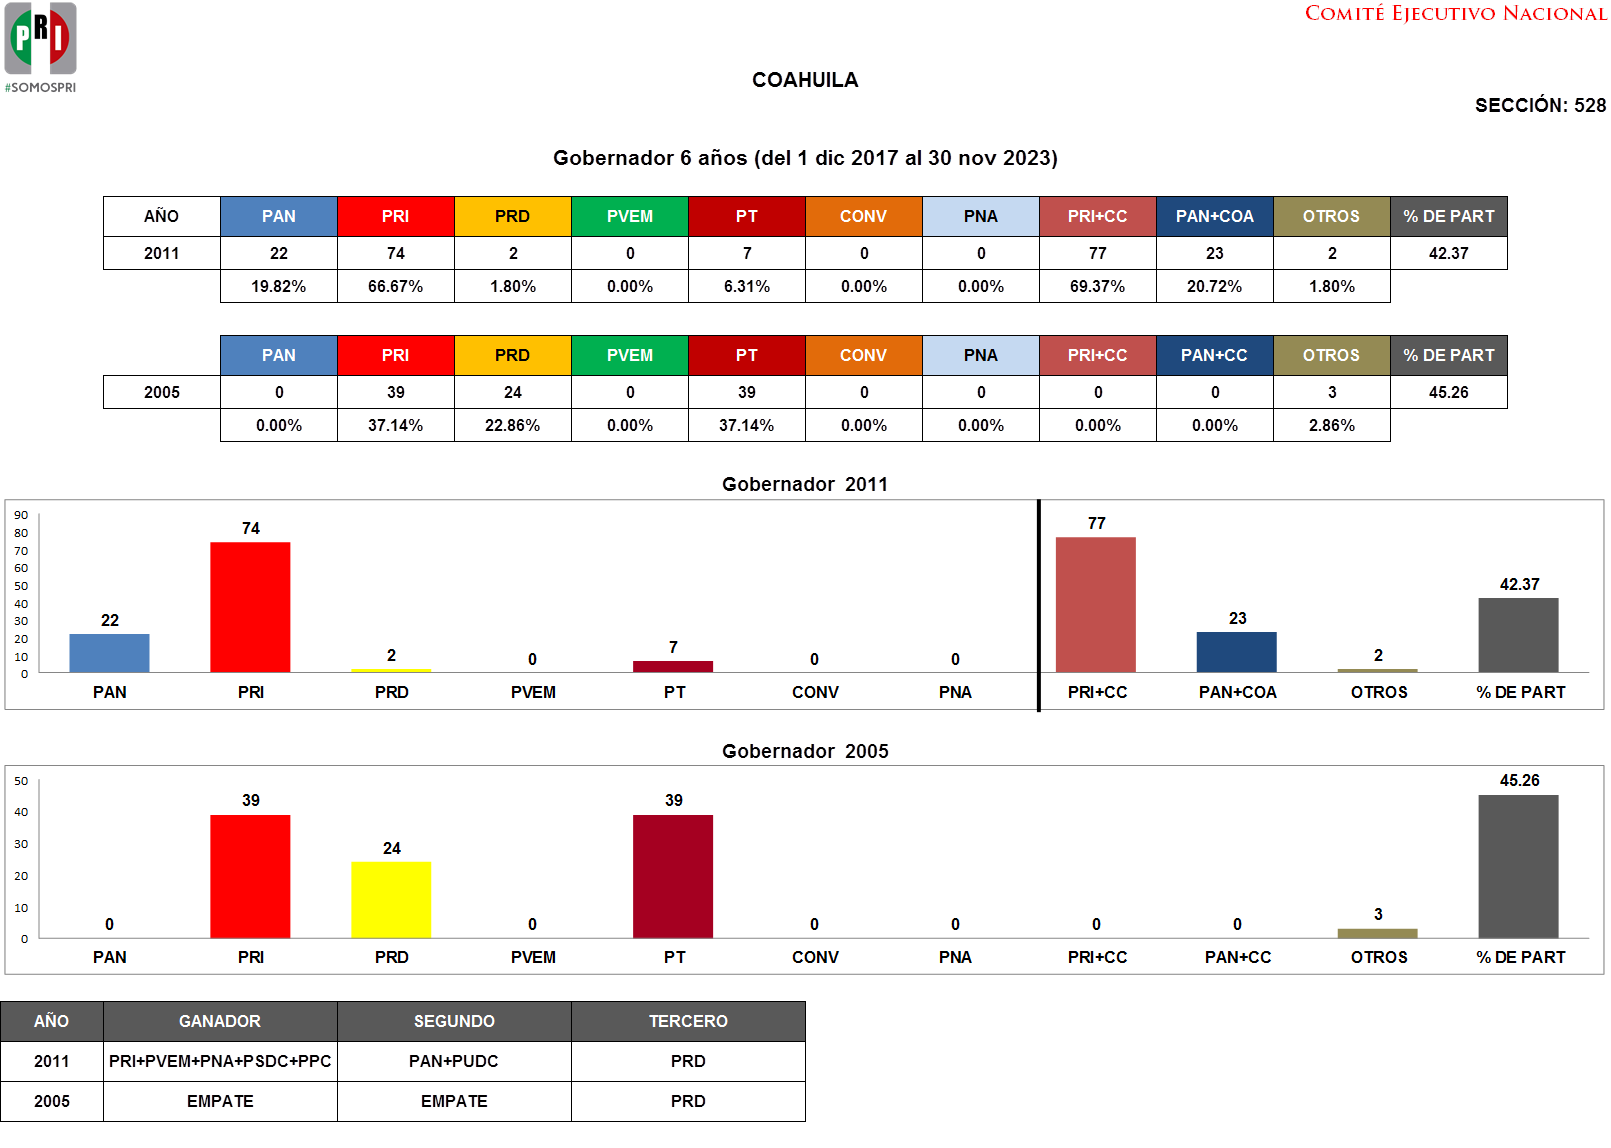 PRI
#SOMOSPRI
COMITÉ EJECUTIVO NACIONAL
COAHUILA
SECCIÓN: 528
Gobernador 6 años (del 1 dic 2017 al 30 nov 2023)
AÑO PAN PRI PRD PVEM PT CONV PNA PRI+CC PAN+COA OTROS % DE PART
2011 22 74 2 0 7 0 0 77 23 2 42.37
19.82% 66.67% 1.80% 0.00% 6.31% 0.00% 0.00% 69.37% 20.72% 1.80%
PAN PRI PRD PVEM PT CONV PNA PRI+CC PAN+CC OTROS % DE PART
2005 0 39 24 0 39 0 0 0 0 3 45.26
0.00% 37.14% 22.86% 0.00% 37.14% 0.00% 0.00% 0.00% 0.00% 2.86%
Gobernador 2011
90
80
70
60
50
40
30
20
10
0
22 74 2 0 7 0 0 77 23 2 42.37
PAN PRI PRD PVEM PT CONV PNA PRI+CC PAN+COA OTROS % DE PART
Gobernador 2005
50
40
30
20
10
0
0 39 24 0 39 0 0 0 0 3 45.26
PAN PRI PRD PVEM PT CONV PNA PRI+CC PAN+CC OTROS % DE PART
AÑO GANADOR SEGUNDO TERCERO
2011 PRI+PVEM+PNA+PSDC+PPC PAN+PUDC PRD
2005 EMPATE EMPATE PRD